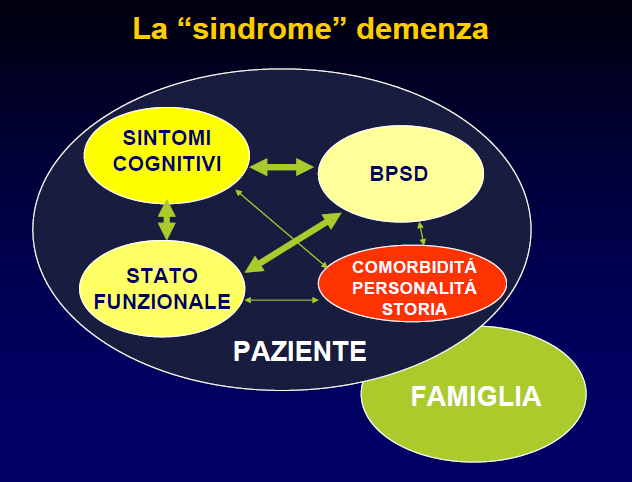 La “sindrome” demenza
SINTOMI
COGNITIVI
BPSD
STATO
FUNZIONALE
COMORBIDITÁ
PERSONALITÁ
STORIA
PAZIENTE
FAMIGLIA